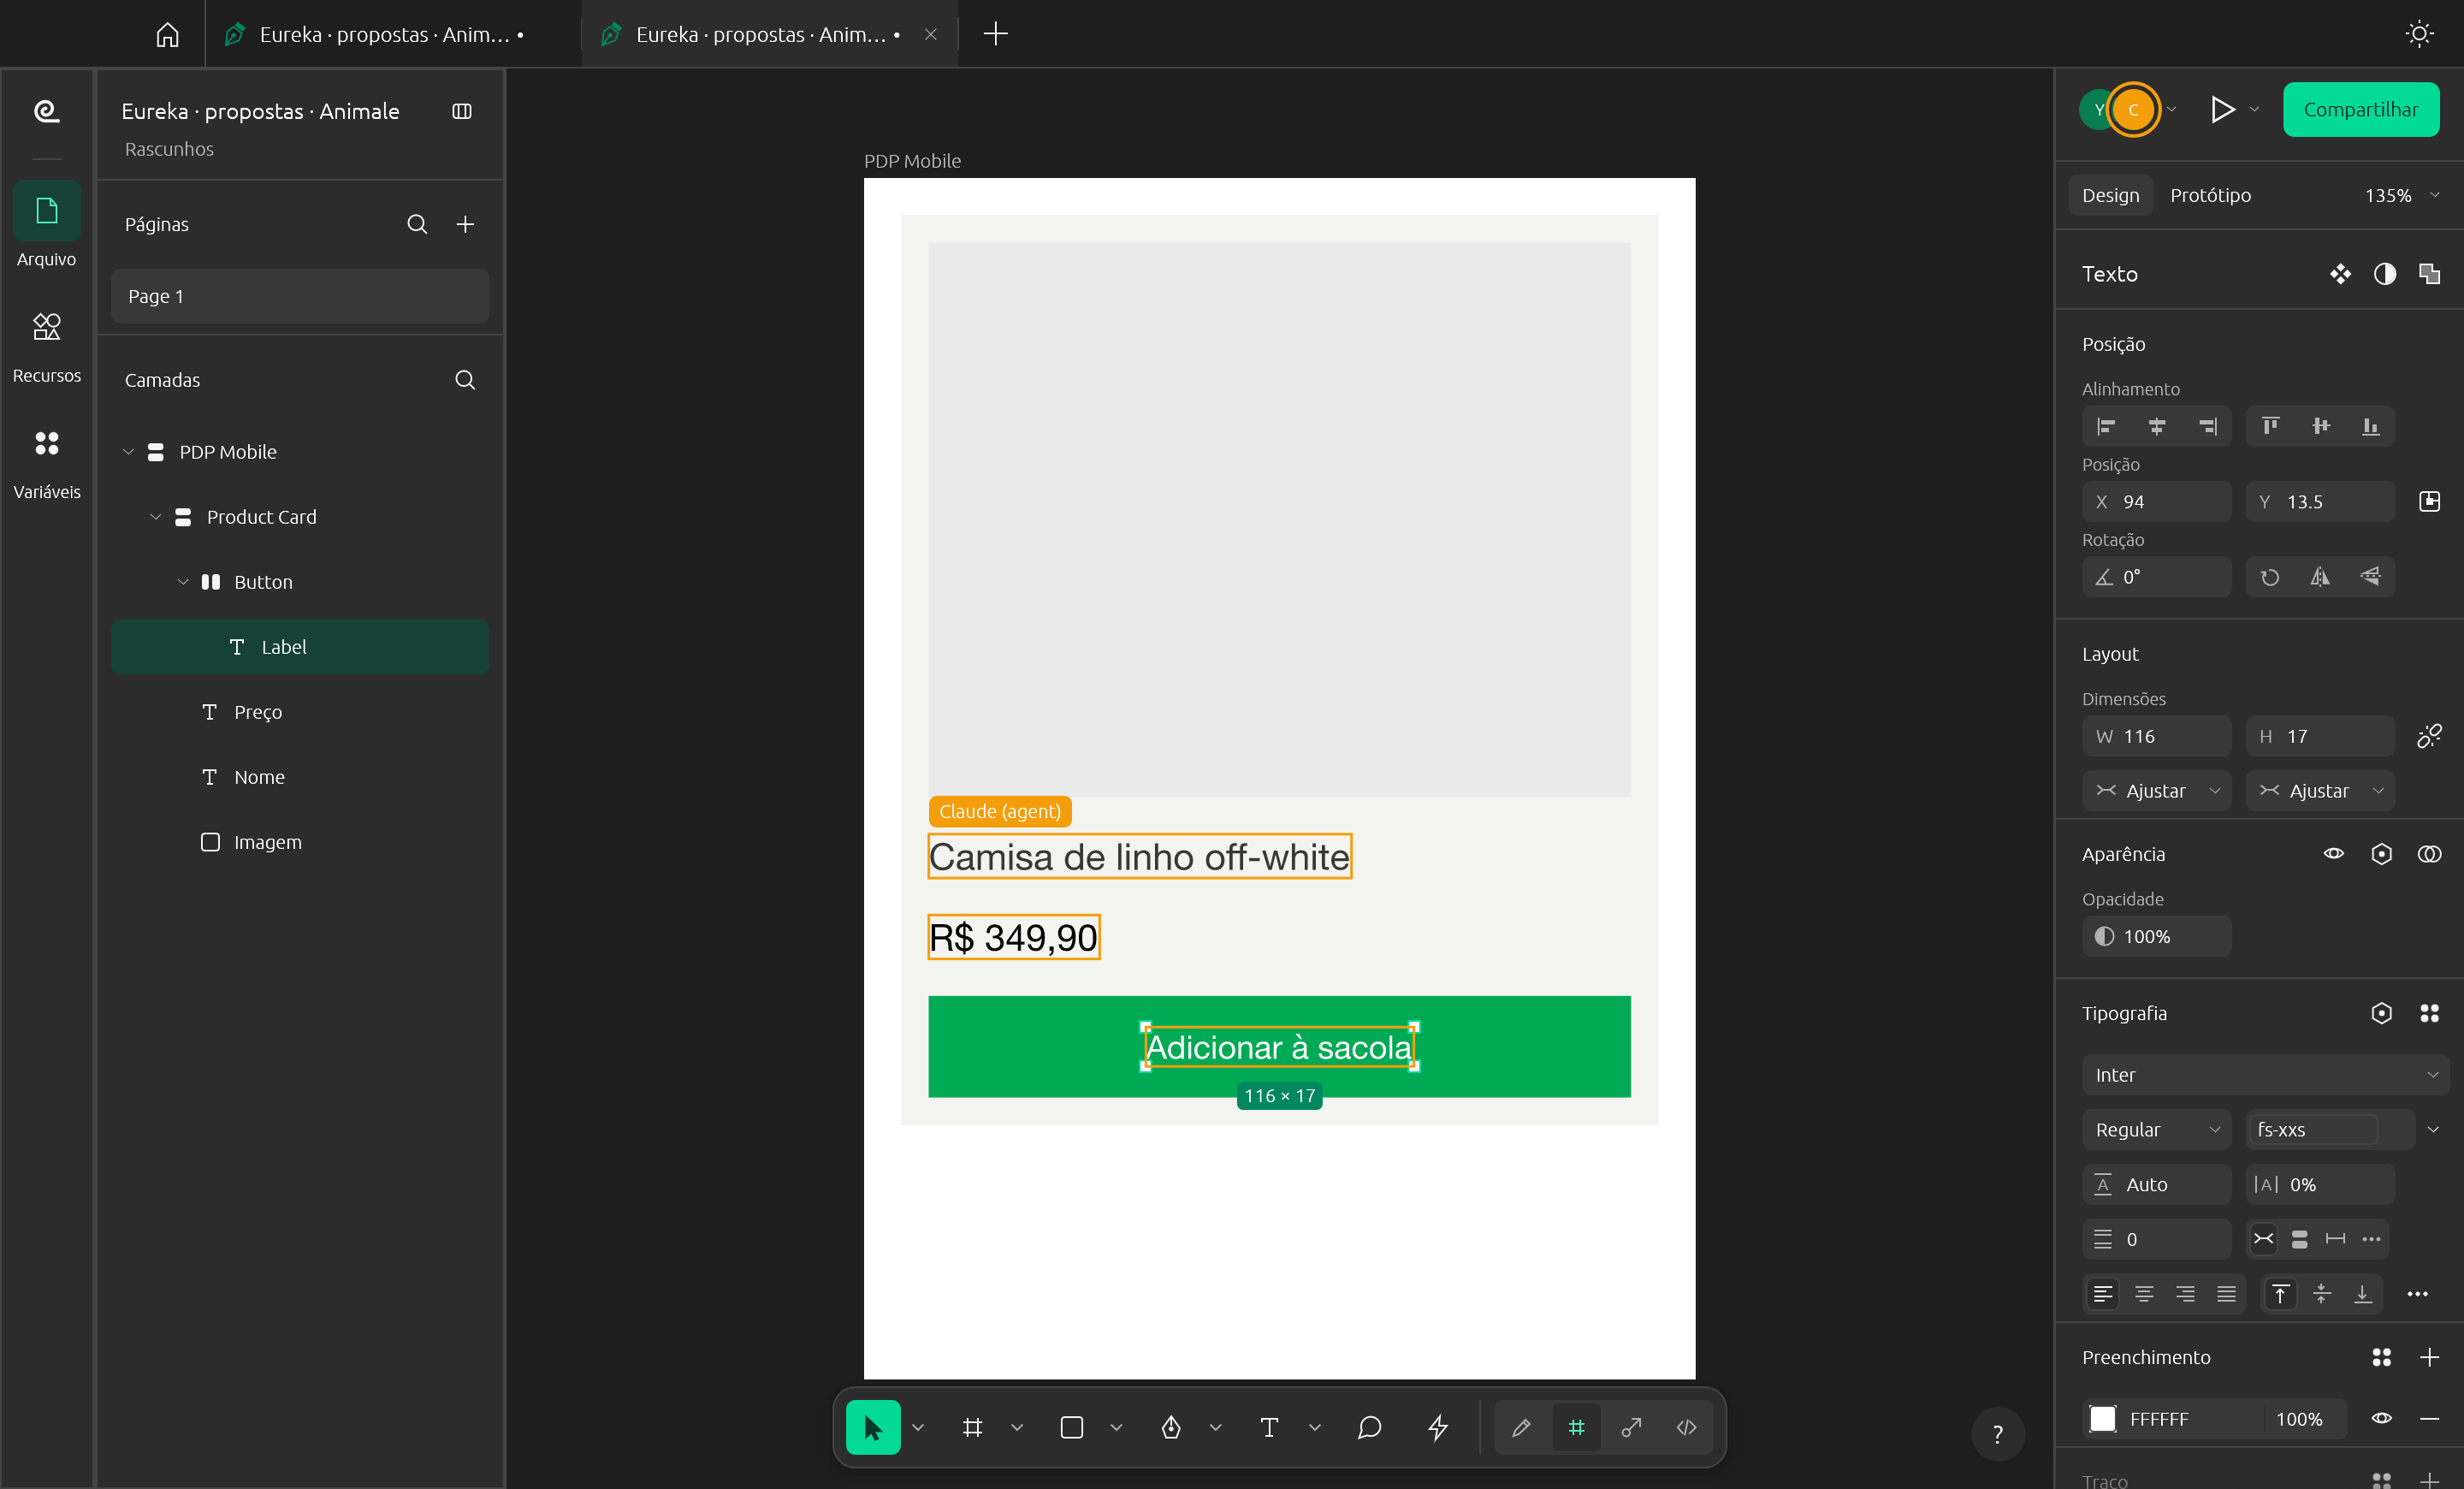 Eureka · propostas · Anim… •
Eureka · propostas · Anim… •
Eureka · propostas · Animale
Rascunhos
Arquivo
Recursos
Variáveis
Páginas
Page 1
Camadas
PDP Mobile
Product Card
Button
Label
Preço
Nome
Imagem
PDP Mobile
Claude (agent)
Camisa de linho off-white
R$ 349,90
Adicionar à sacola
116 × 17
?
Y
C
Compartilhar
Design
Protótipo
135%
Texto
Posição
Alinhamento
Posição
X 94
Y 13.5
Rotação
0°
Layout
Dimensões
W 116
H 17
Ajustar
Ajustar
Aparência
Opacidade
100%
Tipografia
Inter
Regular
fs-xxs
Auto
0%
0
Preenchimento
FFFFFF
100%
Traço